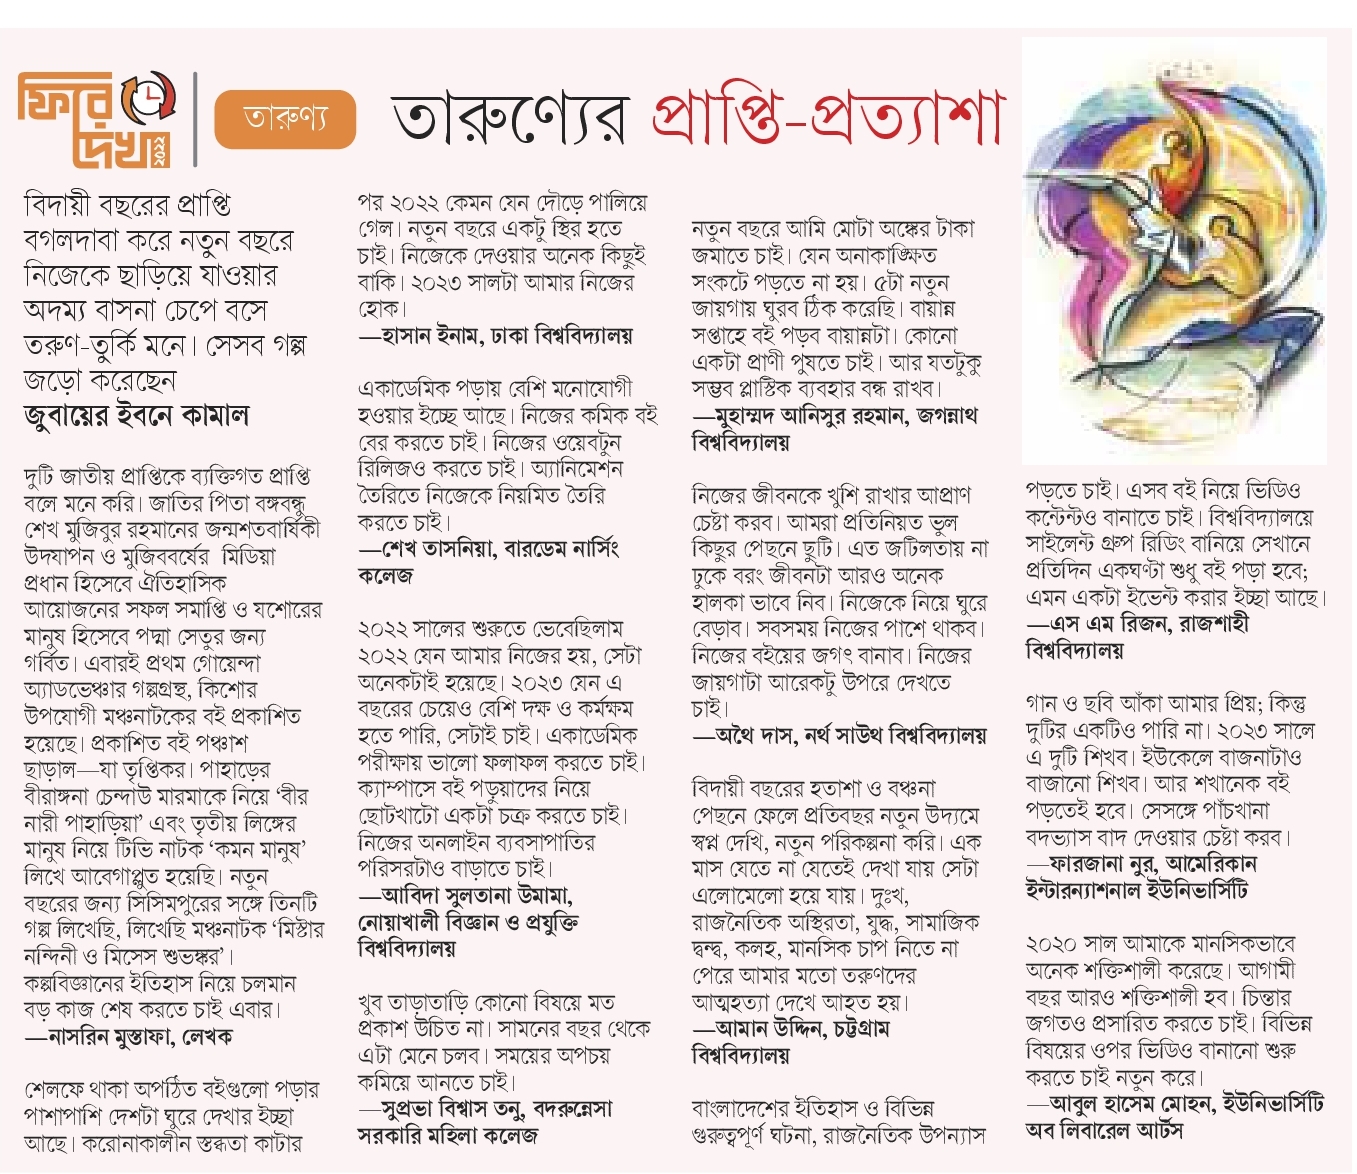 ফিরে
দেখা
২০২২
তারুণ্য
তারুণ্যের প্রাপ্তি-প্রত্যাশা
বিদায়ী বছরের প্রাপ্তি
বগলদাবা করে নতুন বছরে
নিজেকে ছাড়িয়ে যাওয়ার
অদম্য বাসনা চেপে বসে
তরুণ-তুর্কি মনে। সেসব গল্প
জড়ো করেছেন
জুবায়ের ইবনে কামাল
দুটি জাতীয় প্রাপ্তিকে ব্যক্তিগত প্রাপ্তি
বলে মনে করি। জাতির পিতা বঙ্গবন্ধু
শেখ মুজিবুর রহমানের জন্মশতবার্ষিকী
উদযাপন ও মুজিববর্ষের মিডিয়া
প্রধান হিসেবে ঐতিহাসিক
আয়োজনের সফল সমাপ্তি ও যশোরের
মানুষ হিসেবে পদ্মা সেতুর জন্য
গর্বিত। এবারই প্রথম গোয়েন্দা
অ্যাডভেঞ্চার গল্পগ্রন্থ, কিশোর
উপযোগী মঞ্চনাটকের বই প্রকাশিত
হয়েছে। প্রকাশিত বই পঞ্চাশ
ছাড়াল—যা তৃপ্তিকর। পাহাড়ের
বীরাঙ্গনা চেন্দাউ মারমাকে নিয়ে ‘বীর
নারী পাহাড়িয়া’ এবং তৃতীয় লিঙ্গের
মানুষ নিয়ে টিভি নাটক ‘কমন মানুষ’
লিখে আবেগাপ্লুত হয়েছি। নতুন
বছরের জন্য সিসিমপুরের সঙ্গে তিনটি
গল্প লিখেছি, লিখেছি মঞ্চনাটক ‘মিস্টার
নন্দিনী ও মিসেস শুভঙ্কর’।
কল্পবিজ্ঞানের ইতিহাস নিয়ে চলমান
বড় কাজ শেষ করতে চাই এবার।
—নাসরিন মুস্তাফা, লেখক
শেলফে থাকা অপঠিত বইগুলো পড়ার
পাশাপাশি দেশটা ঘুরে দেখার ইচ্ছা
আছে। করোনাকালীন স্তব্ধতা কাটার
পর ২০২২ কেমন যেন দৌড়ে পালিয়ে
গেল। নতুন বছরে একটু স্থির হতে
চাই। নিজেকে দেওয়ার অনেক কিছুই
বাকি। ২০২৩ সালটা আমার নিজের
হোক।
—হাসান ইনাম, ঢাকা বিশ্ববিদ্যালয়
একাডেমিক পড়ায় বেশি মনোযোগী
হওয়ার ইচ্ছে আছে। নিজের কমিক বই
বের করতে চাই। নিজের ওয়েবটুন
রিলিজও করতে চাই। অ্যানিমেশন
তৈরিতে নিজেকে নিয়মিত তৈরি
করতে চাই।
—শেখ তাসনিয়া, বারডেম নার্সিং
কলেজ
২০২২ সালের শুরুতে ভেবেছিলাম
২০২২ যেন আমার নিজের হয়, সেটা
অনেকটাই হয়েছে। ২০২৩ যেন এ
বছরের চেয়েও বেশি দক্ষ ও কর্মক্ষম
হতে পারি, সেটাই চাই। একাডেমিক
পরীক্ষায় ভালো ফলাফল করতে চাই।
ক্যাম্পাসে বই পড়ুয়াদের নিয়ে
ছোটখাটো একটা চক্র করতে চাই।
নিজের অনলাইন ব্যবসাপাতির
পরিসরটাও বাড়াতে চাই।
—আবিদা সুলতানা উমামা,
নোয়াখালী বিজ্ঞান ও প্রযুক্তি
বিশ্ববিদ্যালয়
খুব তাড়াতাড়ি কোনো বিষয়ে মত
প্রকাশ উচিত না। সামনের বছর থেকে
এটা মেনে চলব। সময়ের অপচয়
কমিয়ে আনতে চাই।
—সুপ্রভা বিশ্বাস তনু, বদরুন্নেসা
সরকারি মহিলা কলেজ
নতুন বছরে আমি মোটা অঙ্কের টাকা
জমাতে চাই। যেন অনাকাঙ্ক্ষিত
সংকটে পড়তে না হয়। ৫টা নতুন
জায়গায় ঘুরব ঠিক করেছি। বায়ান্ন
সপ্তাহে বই পড়ব বায়ান্নটা। কোনো
একটা প্রাণী পুষতে চাই। আর যতটুকু
সম্ভব প্লাস্টিক ব্যবহার বন্ধ রাখব।
—মুহাম্মদ আনিসুর রহমান, জগন্নাথ
বিশ্ববিদ্যালয়
নিজের জীবনকে খুশি রাখার আপ্রাণ
চেষ্টা করব। আমরা প্রতিনিয়ত ভুল
কিছুর পেছনে ছুটি। এত জটিলতায় না
ঢুকে বরং জীবনটা আরও অনেক
হালকা ভাবে নিব। নিজেকে নিয়ে ঘুরে
বেড়াব। সবসময় নিজের পাশে থাকব।
নিজের বইয়ের জগৎ বানাব। নিজের
জায়গাটা আরেকটু উপরে দেখতে
চাই।
—অথৈ দাস, নর্থ সাউথ বিশ্ববিদ্যালয়
বিদায়ী বছরের হতাশা ও বঞ্চনা
পেছনে ফেলে প্রতিবছর নতুন উদ্যমে
স্বপ্ন দেখি, নতুন পরিকল্পনা করি। এক
মাস যেতে না যেতেই দেখা যায় সেটা
এলোমেলো হয়ে যায়। দুঃখ,
রাজনৈতিক অস্থিরতা, যুদ্ধ, সামাজিক
দ্বন্দ্ব, কলহ, মানসিক চাপ নিতে না
পেরে আমার মতো তরুণদের
আত্মহত্যা দেখে আহত হয়।
—আমান উদ্দিন, চট্টগ্রাম
বিশ্ববিদ্যালয়
বাংলাদেশের ইতিহাস ও বিভিন্ন
গুরুত্বপূর্ণ ঘটনা, রাজনৈতিক উপন্যাস
পড়তে চাই। এসব বই নিয়ে ভিডিও
কন্টেন্টও বানাতে চাই। বিশ্ববিদ্যালয়ে
সাইলেন্ট গ্রুপ রিডিং বানিয়ে সেখানে
প্রতিদিন একঘণ্টা শুধু বই পড়া হবে;
এমন একটা ইভেন্ট করার ইচ্ছা আছে।
—এস এম রিজন, রাজশাহী
বিশ্ববিদ্যালয়
গান ও ছবি আঁকা আমার প্রিয়; কিন্তু
দুটির একটিও পারি না। ২০২৩ সালে
এ দুটি শিখব। ইউকেলে বাজনাটাও
বাজানো শিখব। আর শখানেক বই
পড়তেই হবে। সেসঙ্গে পাঁচখানা
বদভ্যাস বাদ দেওয়ার চেষ্টা করব।
—ফারজানা নুর, আমেরিকান
ইন্টারন্যাশনাল ইউনিভার্সিটি
২০২০ সাল আমাকে মানসিকভাবে
অনেক শক্তিশালী করেছে। আগামী
বছর আরও শক্তিশালী হব। চিন্তার
জগতও প্রসারিত করতে চাই। বিভিন্ন
বিষয়ের ওপর ভিডিও বানানো শুরু
করতে চাই নতুন করে।
—আবুল হাসেম মোহন, ইউনিভার্সিটি
অব লিবারেল আর্টস